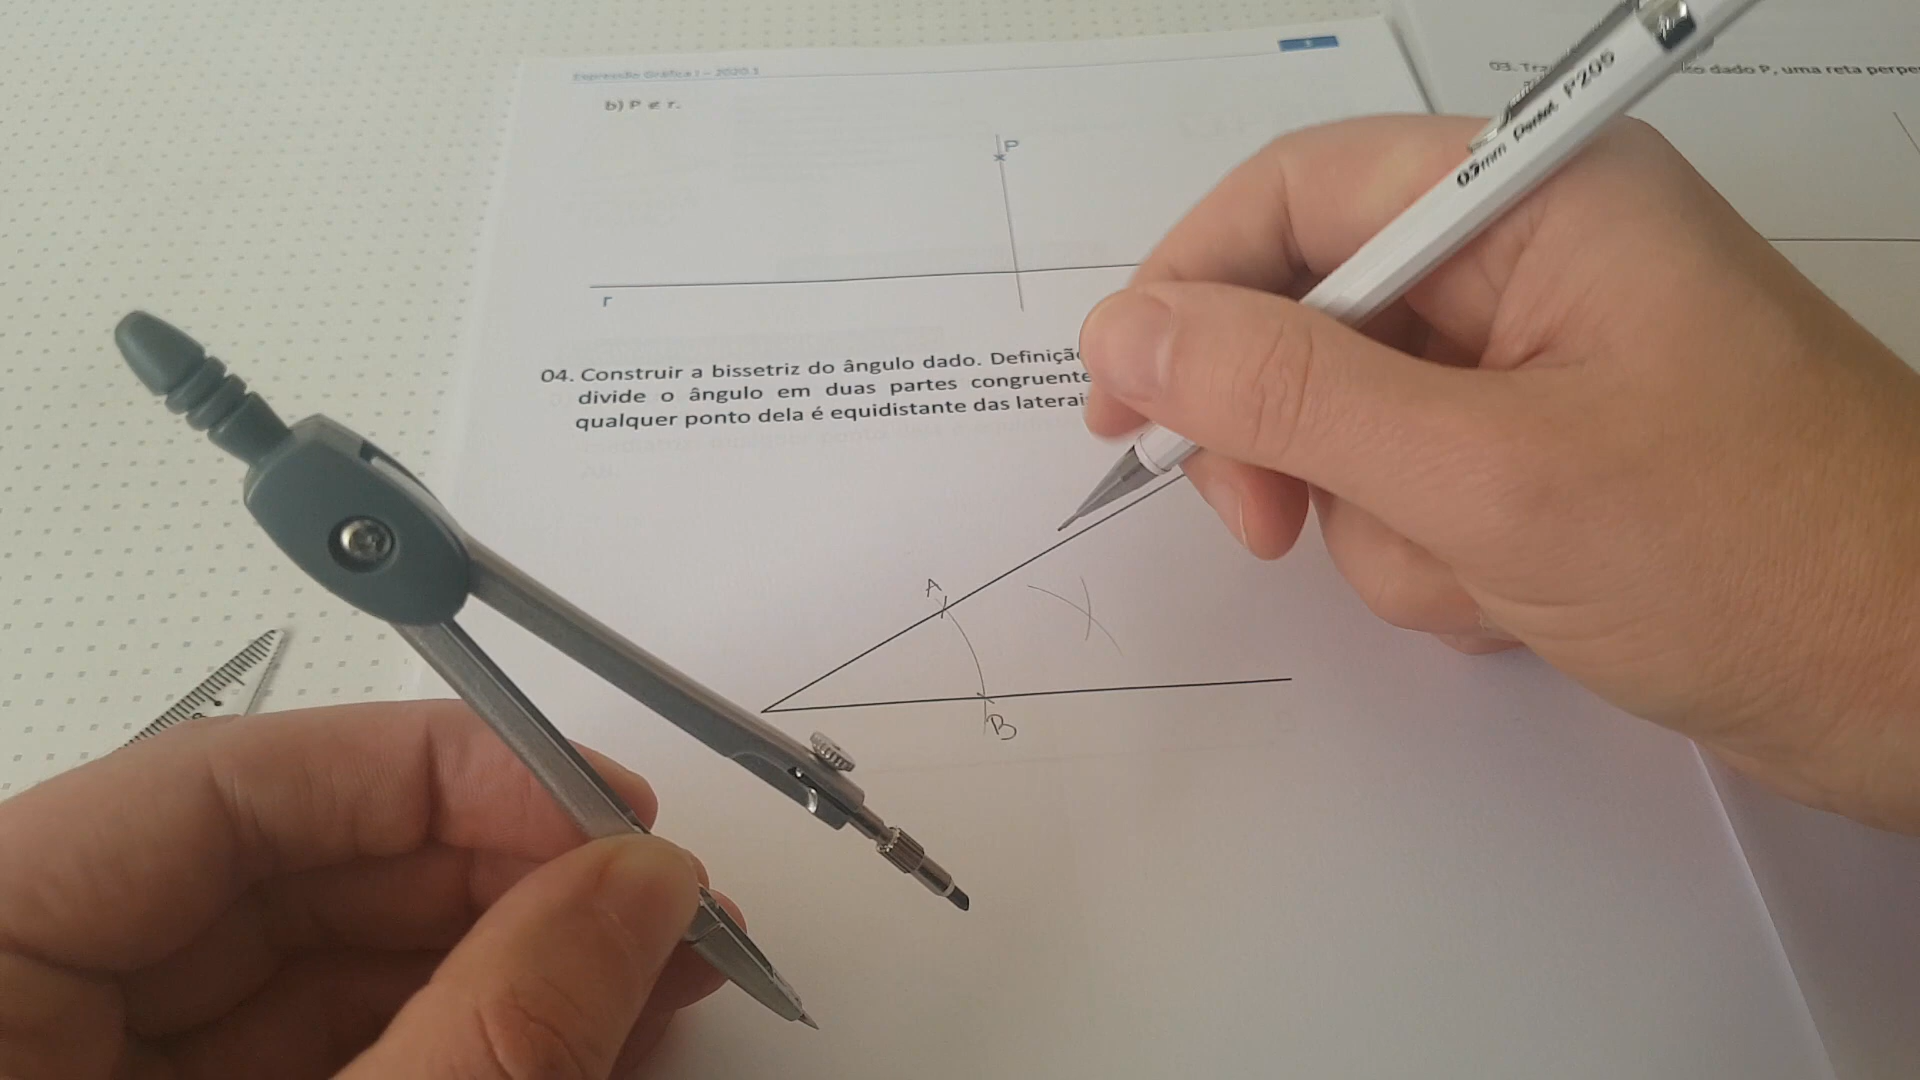 Expressão Gráfica I – 2020.1
b) P ∉ r.
P
r
04. Construir a bissetriz do ângulo dado. Definição
divide o ângulo em duas partes congruente
qualquer ponto dela é equidistante das laterai
A
B
03.
dado P, uma reta perpe
0.5mm Pentel P205